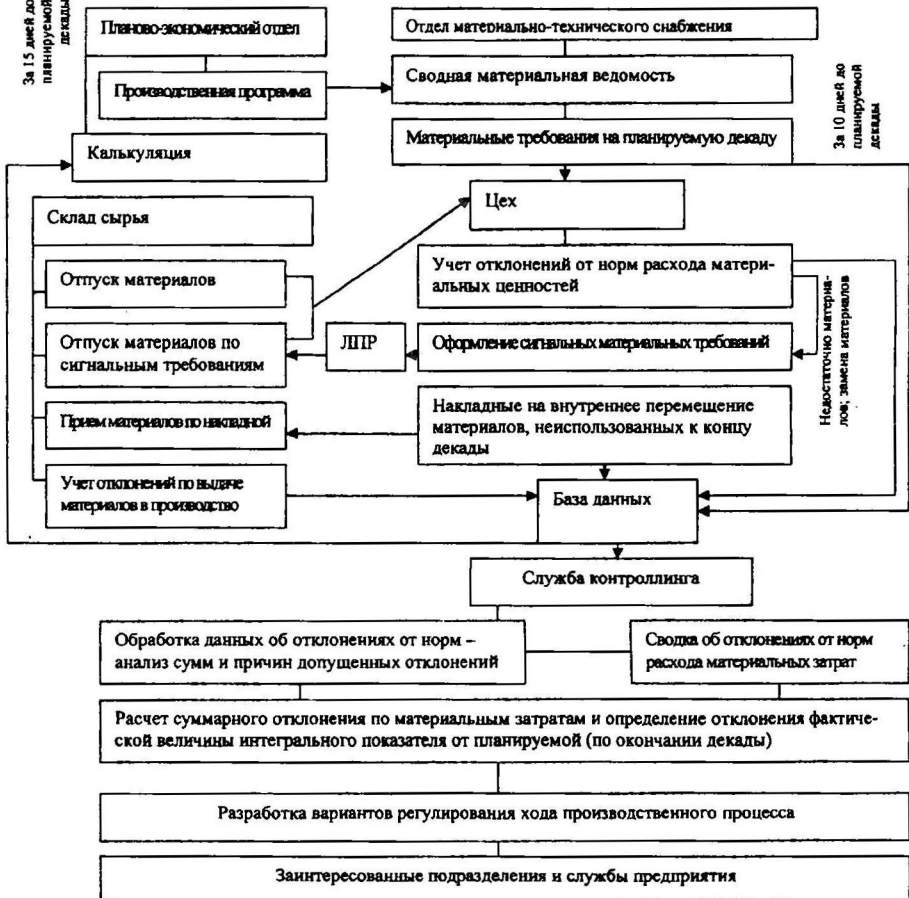 За 15 дней до
планируемой
декады
Планово-экономический отдел
Отдел материально-технического снабжения
Производственная программа
Сводная материальная ведомость
За 10 дней до
планируемой
декады
Материальные требования на планируемую декаду
Калькуляция
Цех
Склад сырья
Учет отклонений от норм расхода матери-
альных ценностей
Отпуск материалов
Недостаточно материа-
лов; замена материалов
Отпуск материалов по
сигнальным требованиям
ЛПР
Оформление сигнальных материальных требований
Накладные на внутреннее перемещение
материалов, неиспользованных к концу
декады
Прием материалов по накладной
Учет отклонений по выдаче
материалов в производство
База данных
Служба контроллинга
Обработка данных об отклонениях от норм –
анализ сумм и причин допущенных отклонений
Сводка об отклонениях от норм
расхода материальных затрат
Расчет суммарного отклонения по материальным затратам и определение отклонения фактиче-
ской величины интегрального показателя от планируемой (по окончании декады)
Разработка вариантов регулирования хода производственного процесса
Заинтересованные подразделения и службы предприятия